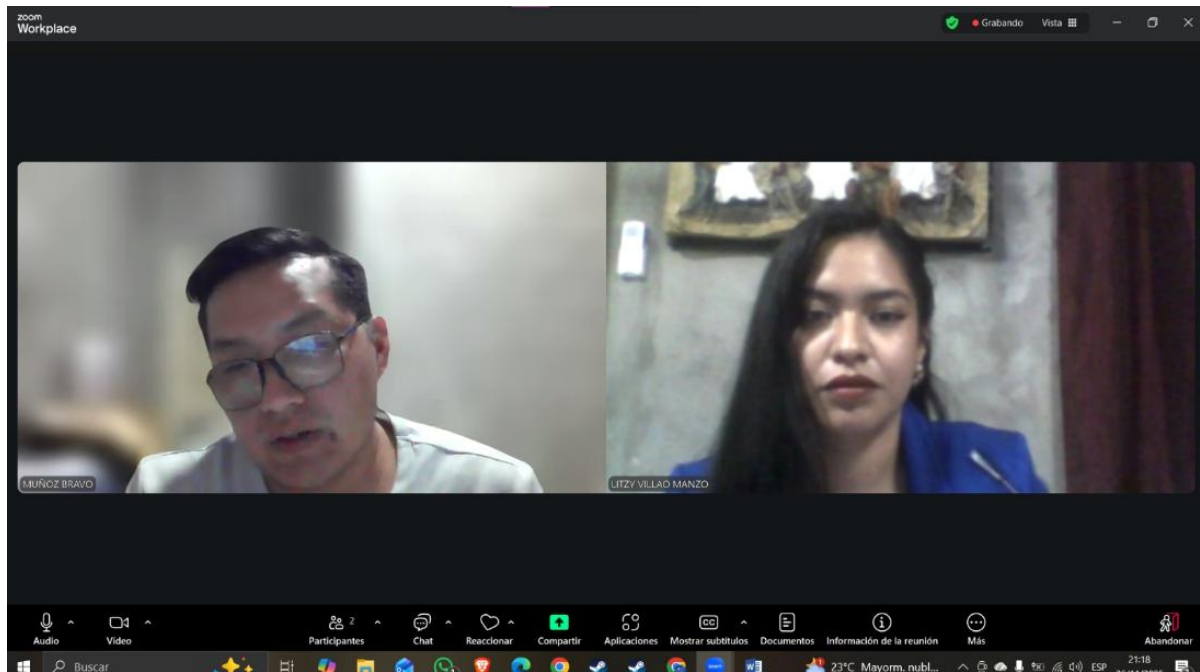 zoom
Workplace
Grabando
Vista
MUÑOZ BRAVO
LITZY VILLAO MANZO
Audio
Video
2
Participantes
Chat
Reaccionar
Compartir
Aplicaciones
CC
Mostrar subtítulos
Documentos
Información de la reunión
Más
Abandonar
Buscar
23°C Mayorm. nubl...
ESP
21:18